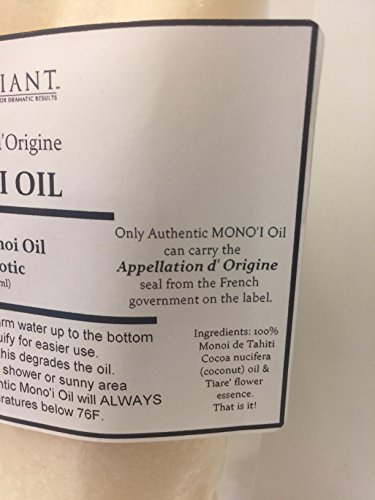 IANT™
OR DRAMATIC RESULTS
d'Origine
I OIL
noi Oil
otic
ml)
Only Authentic MONO'I Oil
can carry the
Appellation d' Origine
seal from the French
government on the label.
rm water up to the bottom
uify for easier use.
this degrades the oil.
shower or sunny area
ntic Mono'i Oil will ALWAYS
ratures below 76F.
Ingredients: 100%
Monoi de Tahiti
Cocoa nucifera
(coconut) oil &
Tiare' flower
essence.
That is it!